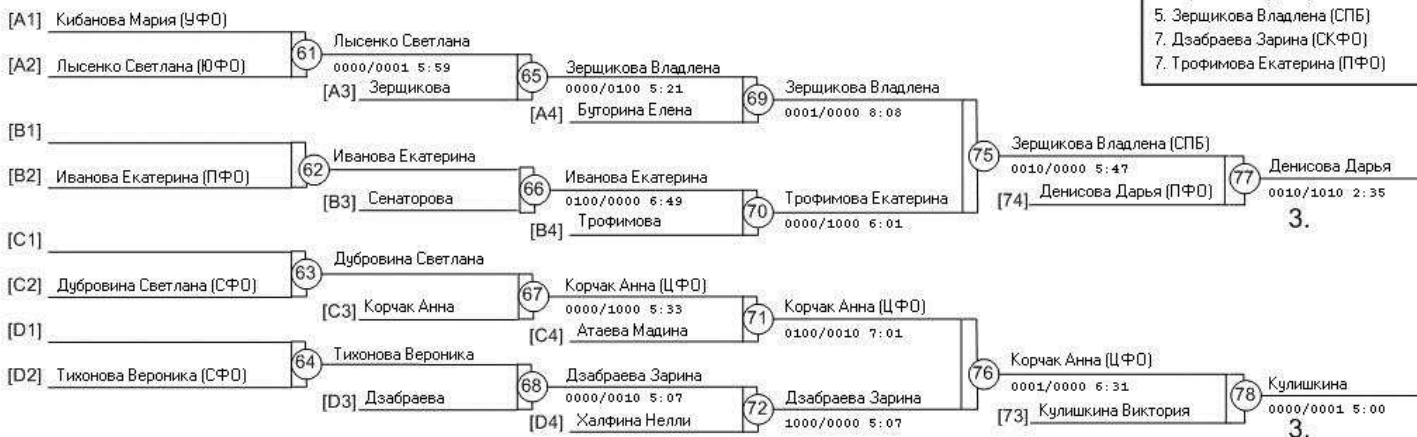 5. Зерщикова Владлена (СПБ)
7. Дзабраева Зарина (СКФО)
7. Трофимова Екатерина (ПФО)
[A1] Кибанова Мария (УФО)
[A2] Лысенко Светлана (ЮФО)
61
Лысенко Светлана
0000/0001 5:59
[A3] Зерщикова
65
Зерщикова Владлена
0000/0100 5:21
[A4] Буторина Елена
69
Зерщикова Владлена
0001/0000 8:08
[B1]
[B2] Иванова Екатерина (ПФО)
62
Иванова Екатерина
[B3] Сенаторова
66
Иванова Екатерина
0100/0000 6:49
[B4] Трофимова
70
Трофимова Екатерина
0000/1000 6:01
75
Зерщикова Владлена (СПБ)
0010/0000 5:47
[74] Денисова Дарья (ПФО)
77
Денисова Дарья
0010/1010 2:35
3.
[C1]
[C2] Дубровина Светлана (СФО)
63
Дубровина Светлана
[C3] Корчак Анна
67
Корчак Анна (ЦФО)
0000/1000 5:33
[C4] Атаева Мадина
71
Корчак Анна (ЦФО)
0100/0010 7:01
[D1]
[D2] Тихонова Вероника (СФО)
64
Тихонова Вероника
[D3] Дзабраева
68
Дзабраева Зарина
0000/0010 5:07
[D4] Халфина Нелли
72
Дзабраева Зарина
1000/0000 5:07
76
Корчак Анна (ЦФО)
0001/0000 6:31
[73] Кулишкина Виктория
78
Кулишкина
0000/0001 5:00
3.